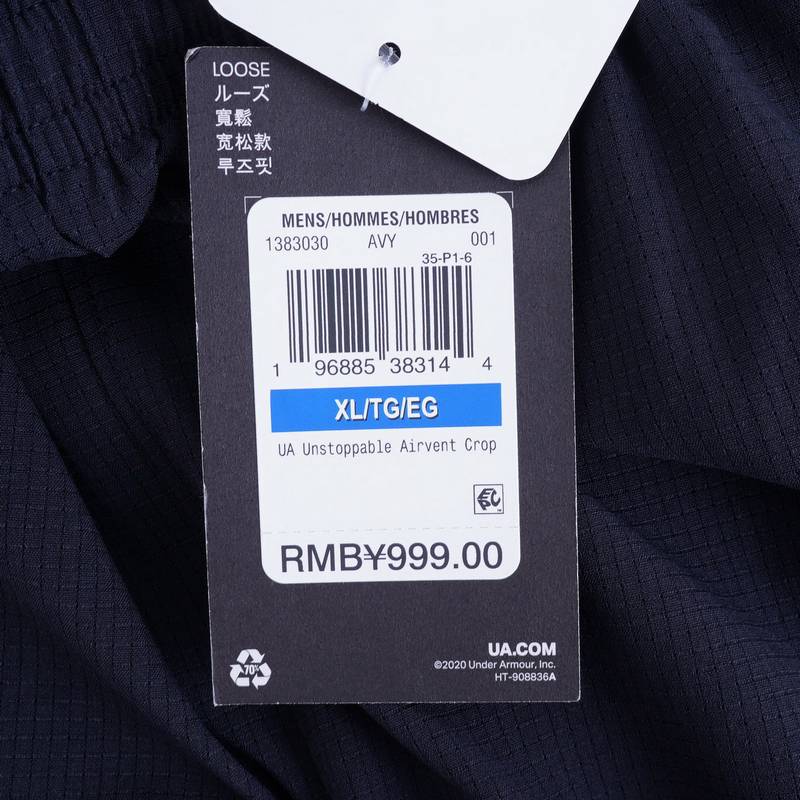 LOOSE
ルーズ
寬鬆
宽松款
루즈핏
MENS/HOMMES/HOMBRES
1383030 AVY 001
35-P1-6
1 96885 38314 4
XL/TG/EG
UA Unstoppable Airvent Crop
EPC™
RMB¥999.00
70%
UA.COM
©2020 Under Armour, Inc.
HT-908836A